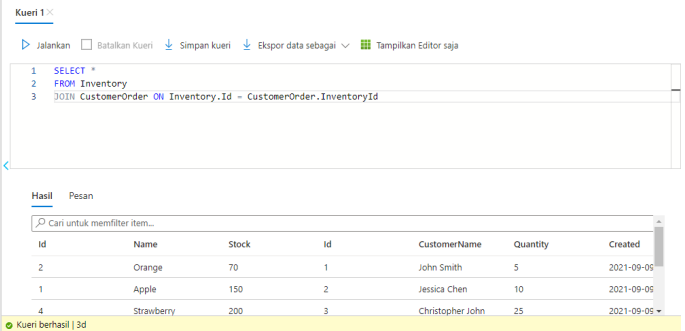 Kueri 1
Jalankan Batalkan Kueri Simpan kueri Ekspor data sebagai Tampilkan Editor saja
1 SELECT *
2 FROM Inventory
3 JOIN CustomerOrder ON Inventory.Id = CustomerOrder.InventoryId
Hasil Pesan
Cari untuk memfilter item...
Id Name Stock Id CustomerName Quantity Created
2 Orange 70 1 John Smith 5 2021-09-09
1 Apple 150 2 Jessica Chen 10 2021-09-09
4 Strawberry 200 3 Christopher John 25 2021-09-09
Kueri berhasil | 3d